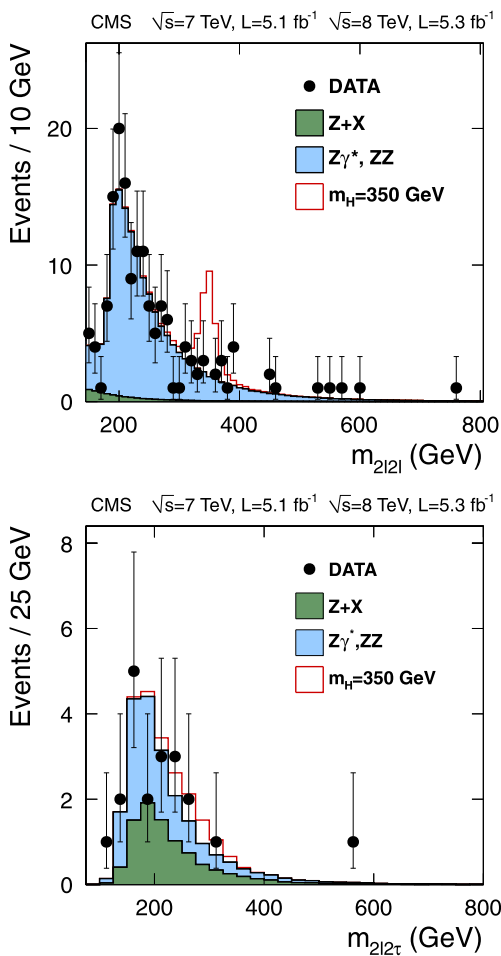 CMS √s=7 TeV, L=5.1 fb⁻¹ √s=8 TeV, L=5.3 fb⁻¹
Events / 10 GeV
20
10
0
DATA
Z+X
Zγ*, ZZ
m_H=350 GeV
200 400 600 800
m_2l2l (GeV)
CMS √s=7 TeV, L=5.1 fb⁻¹ √s=8 TeV, L=5.3 fb⁻¹
Events / 25 GeV
8
6
4
2
0
DATA
Z+X
Zγ*,ZZ
m_H=350 GeV
200 400 600 800
m_2l2τ (GeV)